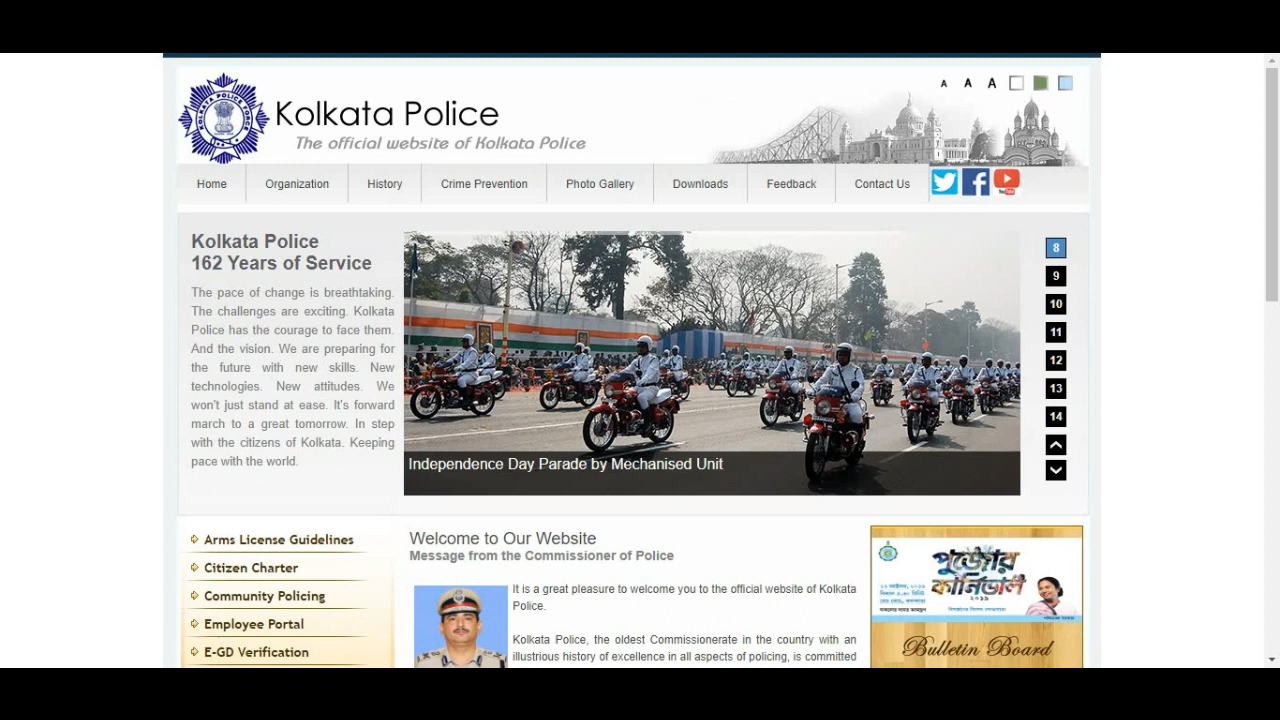 KOLKATA POLICE FORCE
Kolkata Police
The official website of Kolkata Police
A A A
Home Organization History Crime Prevention Photo Gallery Downloads Feedback Contact Us
Kolkata Police
162 Years of Service
The pace of change is breathtaking.
The challenges are exciting. Kolkata
Police has the courage to face them.
And the vision. We are preparing for
the future with new skills. New
technologies. New attitudes. We
won't just stand at ease. It's forward
march to a great tomorrow. In step
with the citizens of Kolkata. Keeping
pace with the world.
Independence Day Parade by Mechanised Unit
8
9
10
11
12
13
14
Arms License Guidelines
Citizen Charter
Community Policing
Employee Portal
E-GD Verification
Welcome to Our Website
Message from the Commissioner of Police
It is a great pleasure to welcome you to the official website of Kolkata
Police.
Kolkata Police, the oldest Commissionerate in the country with an
illustrious history of excellence in all aspects of policing, is committed
পুজোর
কার্নিভাল
২০১৯
Bulletin Board